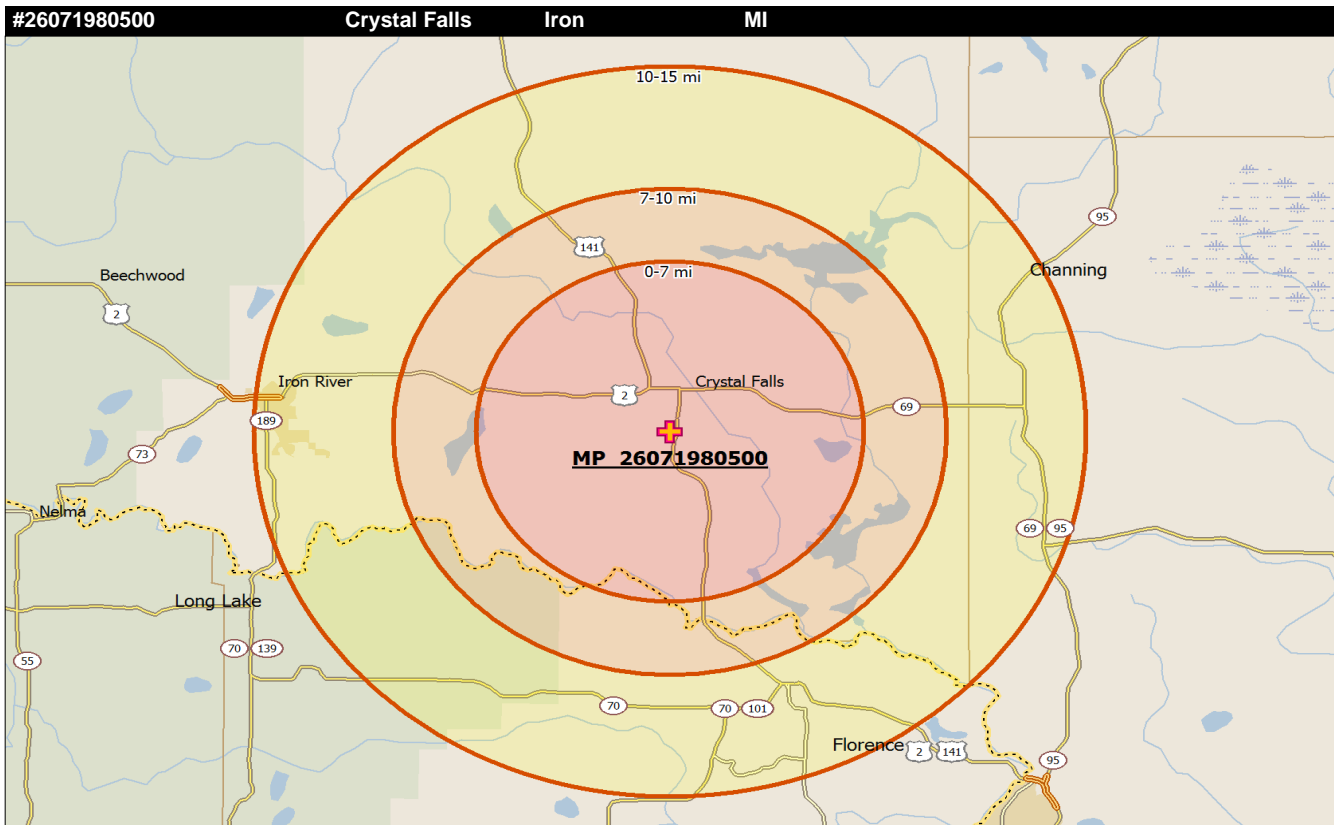 #26071980500 Crystal Falls Iron MI
10-15 mi
7-10 mi
95
141
0-7 mi
Channing
Beechwood
2
Iron River
Crystal Falls
2
69
189
MP 26071980500
73
Nelma
69 95
Long Lake
70 139
55
70
70 101
Florence 2 141
95